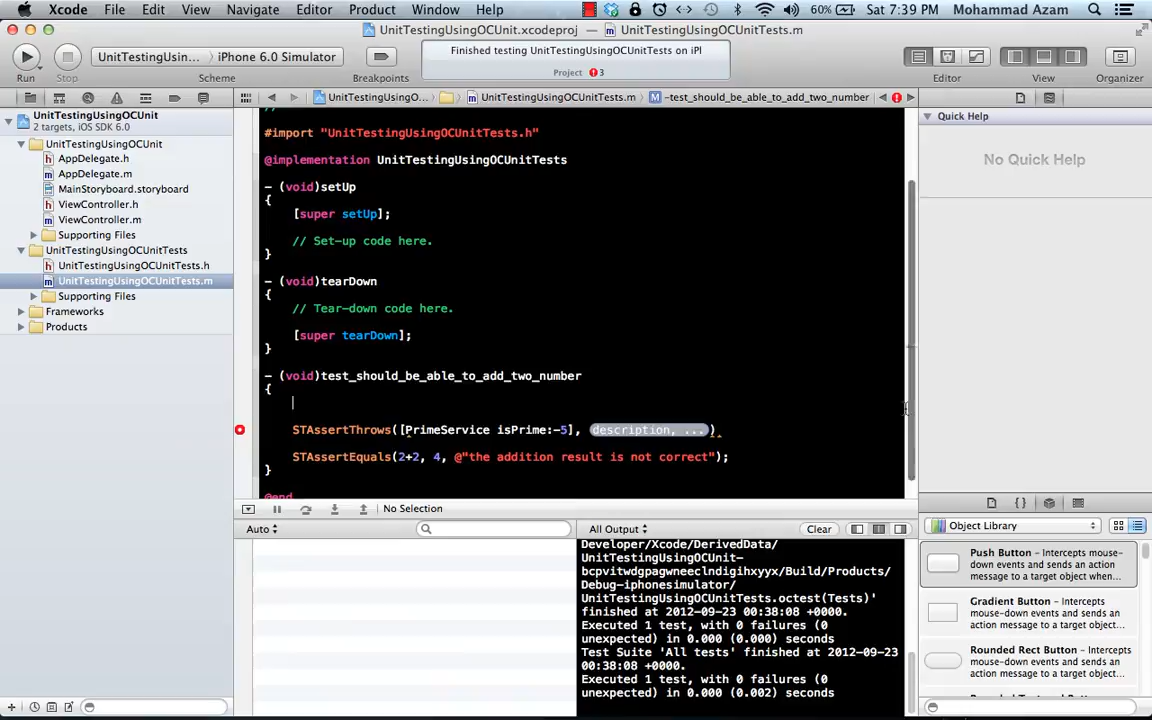 Xcode File Edit View Navigate Editor Product Window Help 60% Sat 7:39 PM Mohammad Azam
UnitTestingUsingOCUnit.xcodeproj — UnitTestingUsingOCUnitTests.m
UnitTestingUsin... iPhone 6.0 Simulator
Finished testing UnitTestingUsingOCUnitTests on iPl
Project 3
Run Stop Scheme Breakpoints Editor View Organizer
UnitTestingUsingO... UnitTestingUsingOCUnitTests.m -test_should_be_able_to_add_two_number
UnitTestingUsingOCUnit
2 targets, iOS SDK 6.0
UnitTestingUsingOCUnit
AppDelegate.h
AppDelegate.m
MainStoryboard.storyboard
ViewController.h
ViewController.m
Supporting Files
UnitTestingUsingOCUnitTests
UnitTestingUsingOCUnitTests.h
UnitTestingUsingOCUnitTests.m
Supporting Files
Frameworks
Products
//
#import "UnitTestingUsingOCUnitTests.h"
@implementation UnitTestingUsingOCUnitTests
- (void)setUp
{
[super setUp];
// Set-up code here.
}
- (void)tearDown
{
// Tear-down code here.
[super tearDown];
}
- (void)test_should_be_able_to_add_two_number
{
STAssertThrows([PrimeService isPrime:-5], description, ...)
STAssertEquals(2+2, 4, @"the addition result is not correct");
}
@end
No Selection
Auto
All Output
Clear
Developer/Xcode/DerivedData/
UnitTestingUsingOCUnit-
bcpvitwdgpagwneeclndigihxyyx/Build/Products/
Debug-iphonesimulator/
UnitTestingUsingOCUnitTests.octest(Tests)'
finished at 2012-09-23 00:38:08 +0000.
Executed 1 test, with 0 failures (0
unexpected) in 0.000 (0.000) seconds
Test Suite 'All tests' finished at 2012-09-23
00:38:08 +0000.
Executed 1 test, with 0 failures (0
unexpected) in 0.000 (0.002) seconds
Quick Help
No Quick Help
Object Library
Push Button – Intercepts mouse-
down events and sends an action
message to a target object when...
Gradient Button – Intercepts
mouse-down events and sends an
action message to a target object...
Rounded Rect Button – Intercepts
mouse-down events and sends an
action message to a target object...